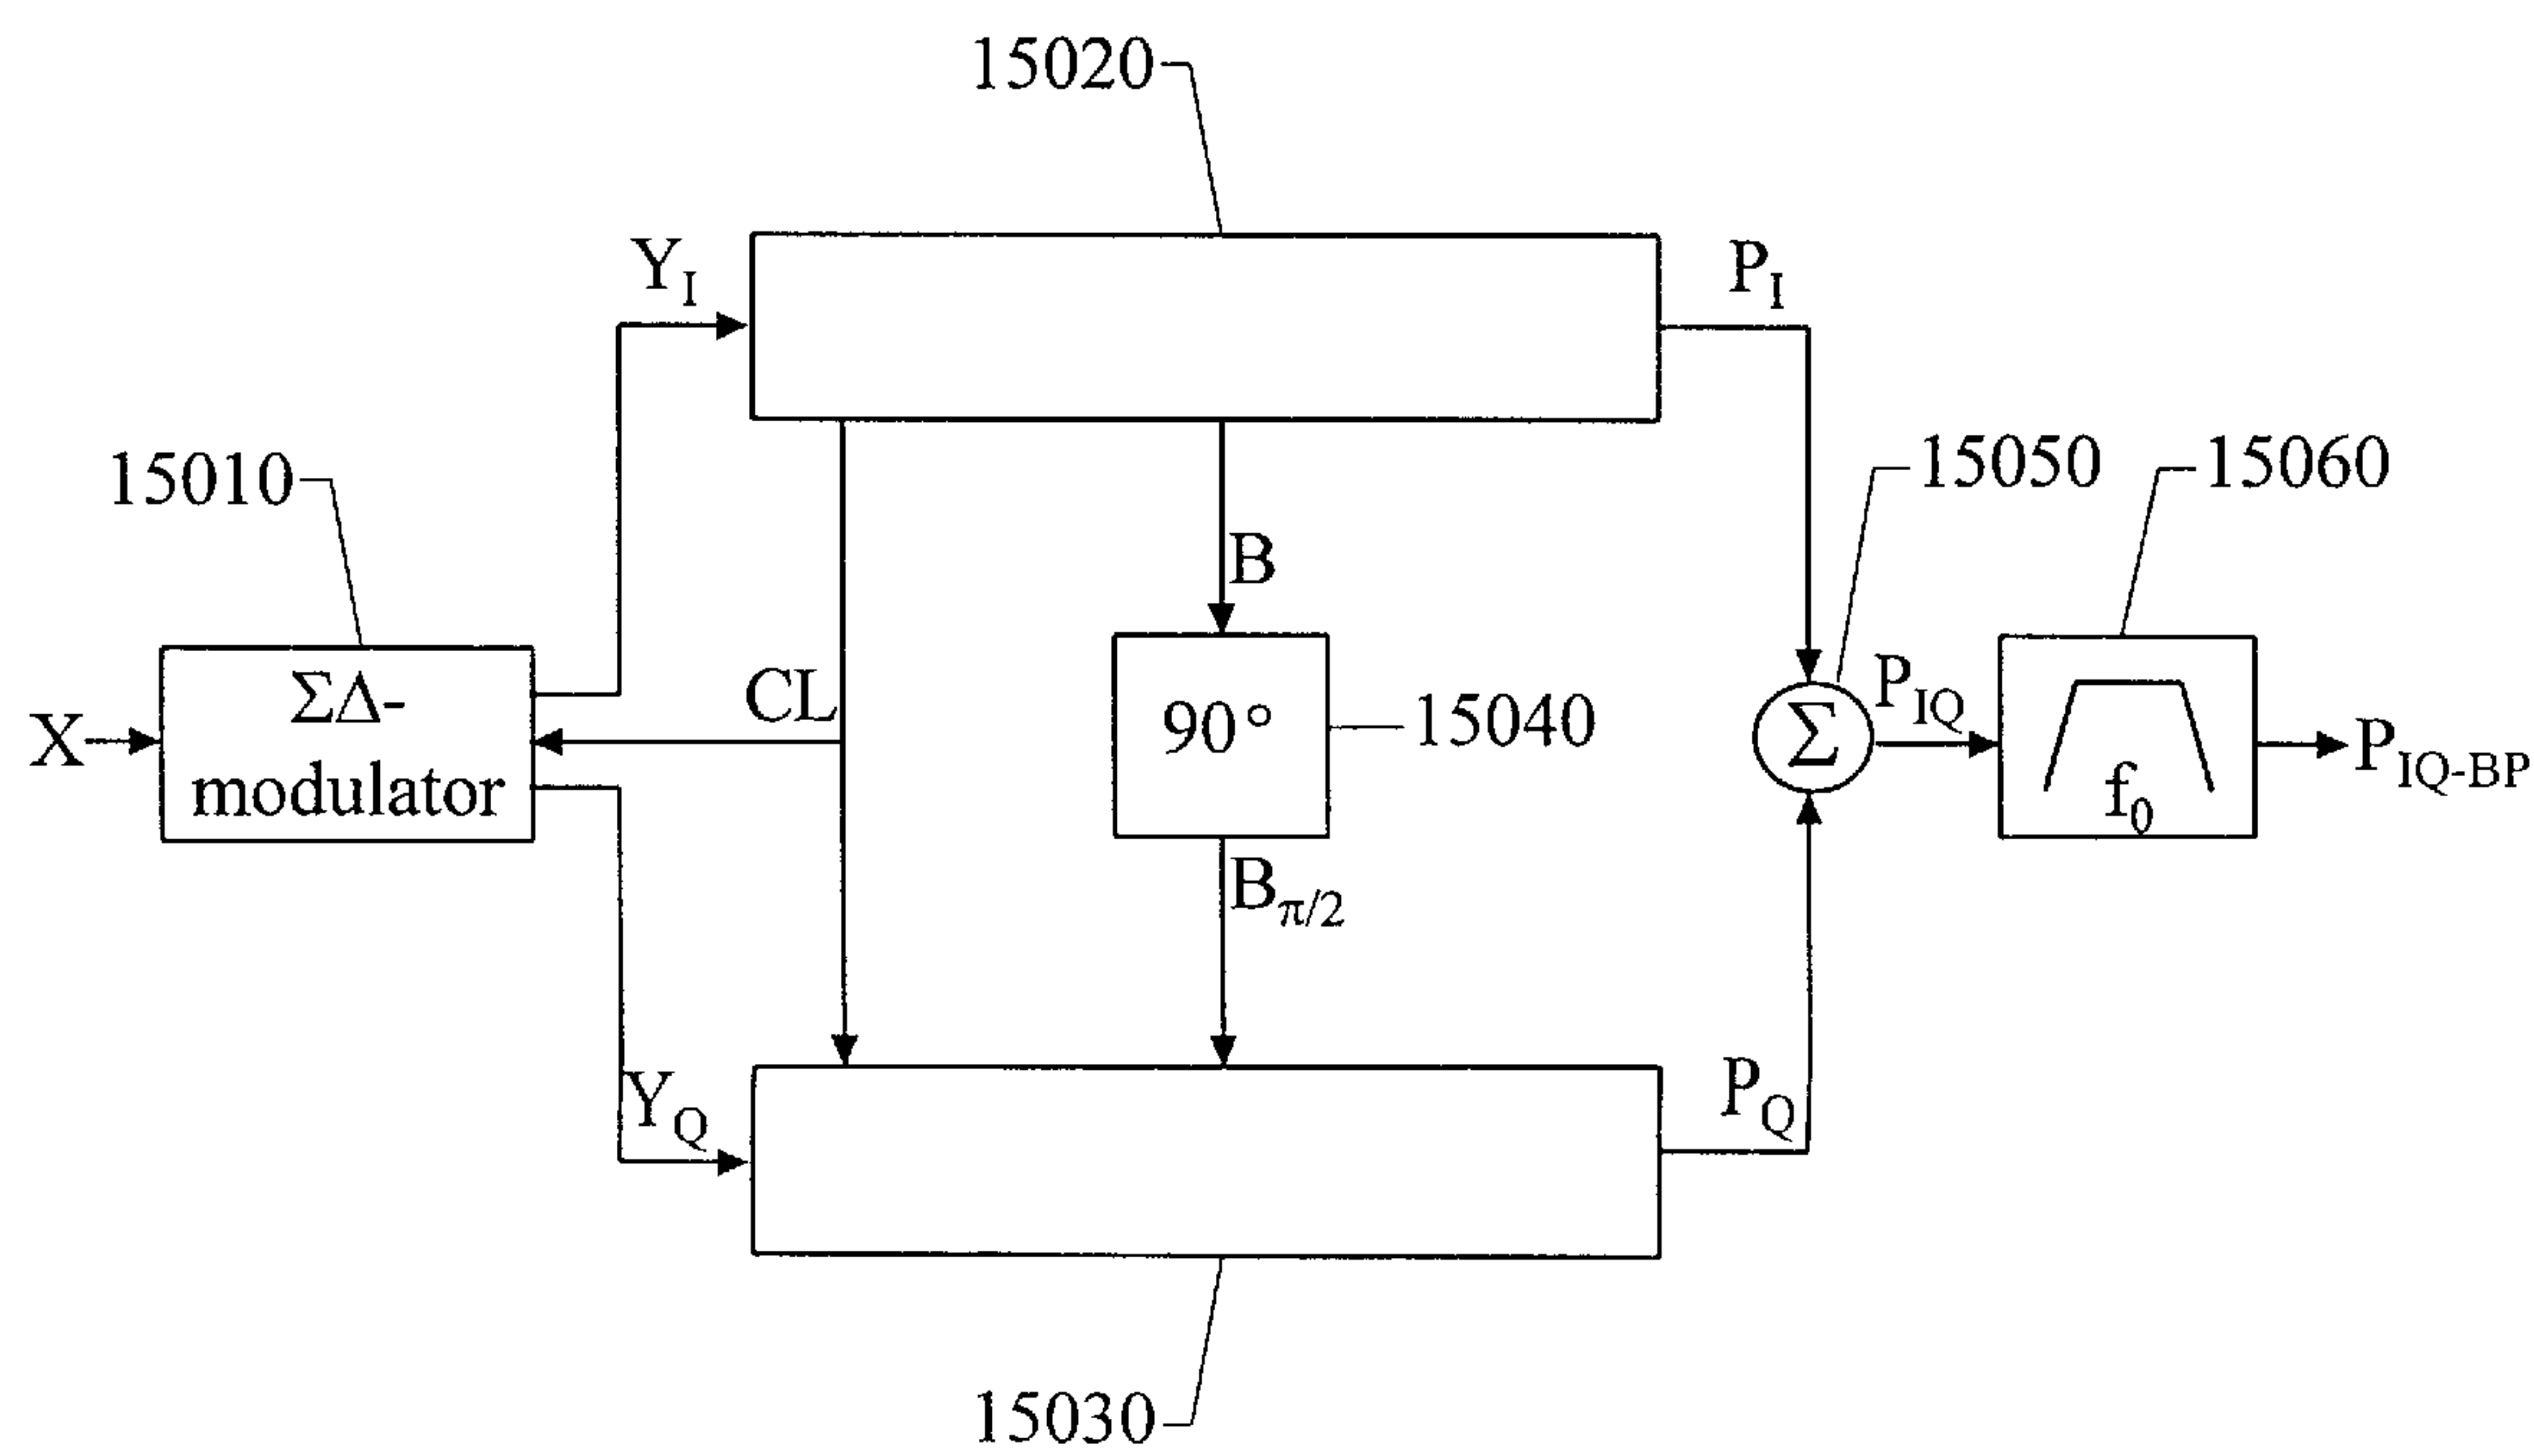 15020
Y_I
P_I
15010
15050
15060
B
ΣΔ-
modulator
X
CL
90°
15040
Σ
P_IQ
f_0
P_IQ-BP
B_π/2
Y_Q
P_Q
15030